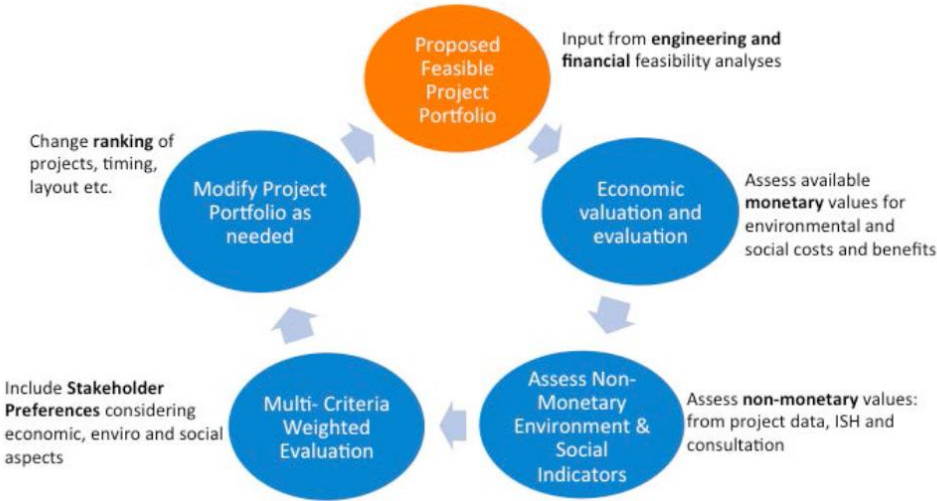 Proposed
Feasible
Project
Portfolio
Input from engineering and
financial feasibility analyses
Economic
valuation and
evaluation
Assess available
monetary values for
environmental and
social costs and benefits
Assess Non-
Monetary
Environment &
Social
Indicators
Assess non-monetary values:
from project data, ISH and
consultation
Multi- Criteria
Weighted
Evaluation
Include Stakeholder
Preferences considering
economic, enviro and social
aspects
Modify Project
Portfolio as
needed
Change ranking of
projects, timing,
layout etc.